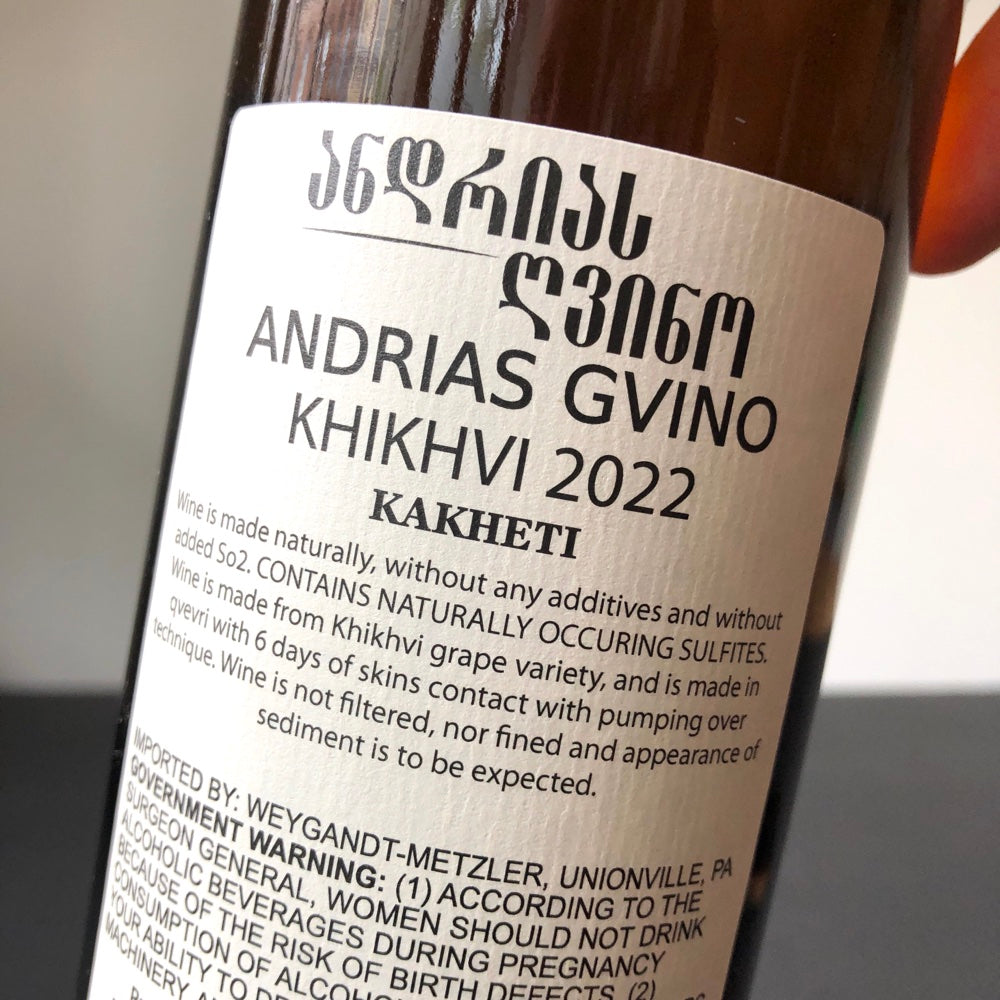 ანდრიას
ღვინო
ANDRIAS GVINO
KHIKHVI 2022
KAKHETI
Wine is made naturally, without any additives and without
added So2. CONTAINS NATURALLY OCCURING SULFITES.
Wine is made from Khikhvi grape variety, and is made in
qvevri with 6 days of skins contact with pumping over
technique. Wine is not filtered, nor fined and appearance of
sediment is to be expected.
IMPORTED BY: WEYGANDT-METZLER, UNIONVILLE, PA
GOVERNMENT WARNING: (1) ACCORDING TO THE
SURGEON GENERAL, WOMEN SHOULD NOT DRINK
ALCOHOLIC BEVERAGES DURING PREGNANCY
BECAUSE OF THE RISK OF BIRTH DEFECTS. (2)
CONSUMPTION OF
YOUR ABILITY TO
MACHINERY